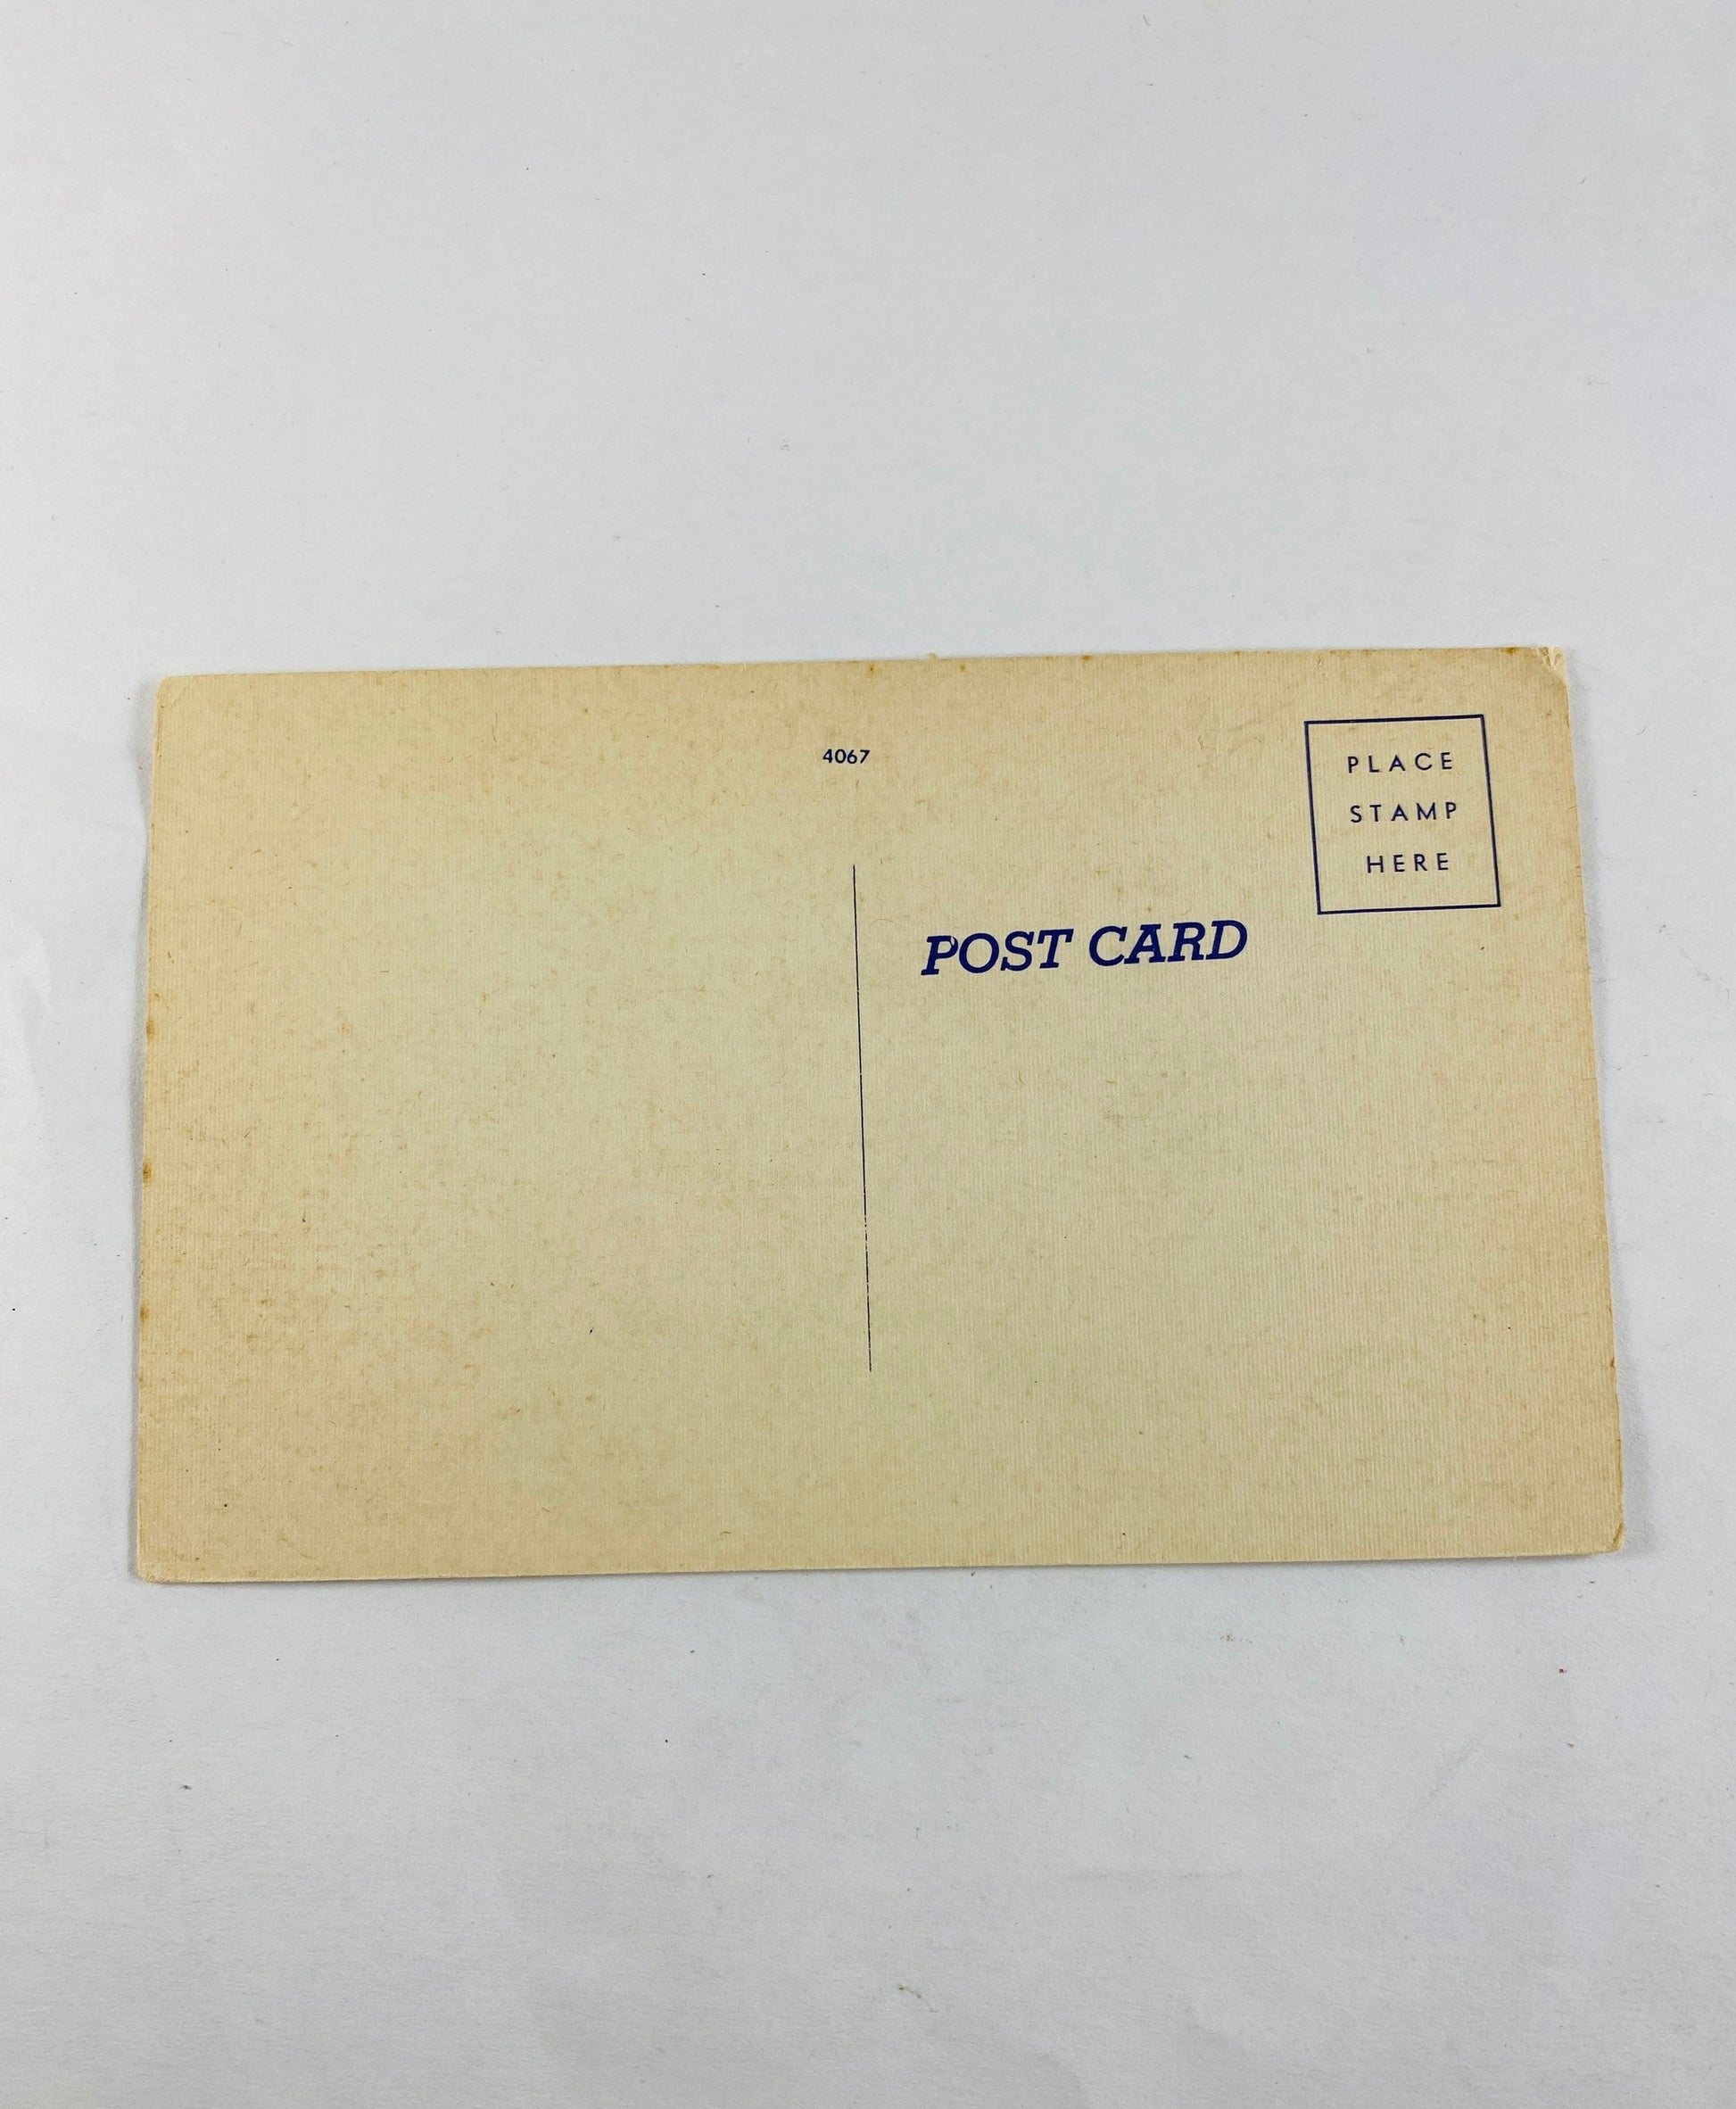 4067
PLACE
STAMP
HERE
POST CARD